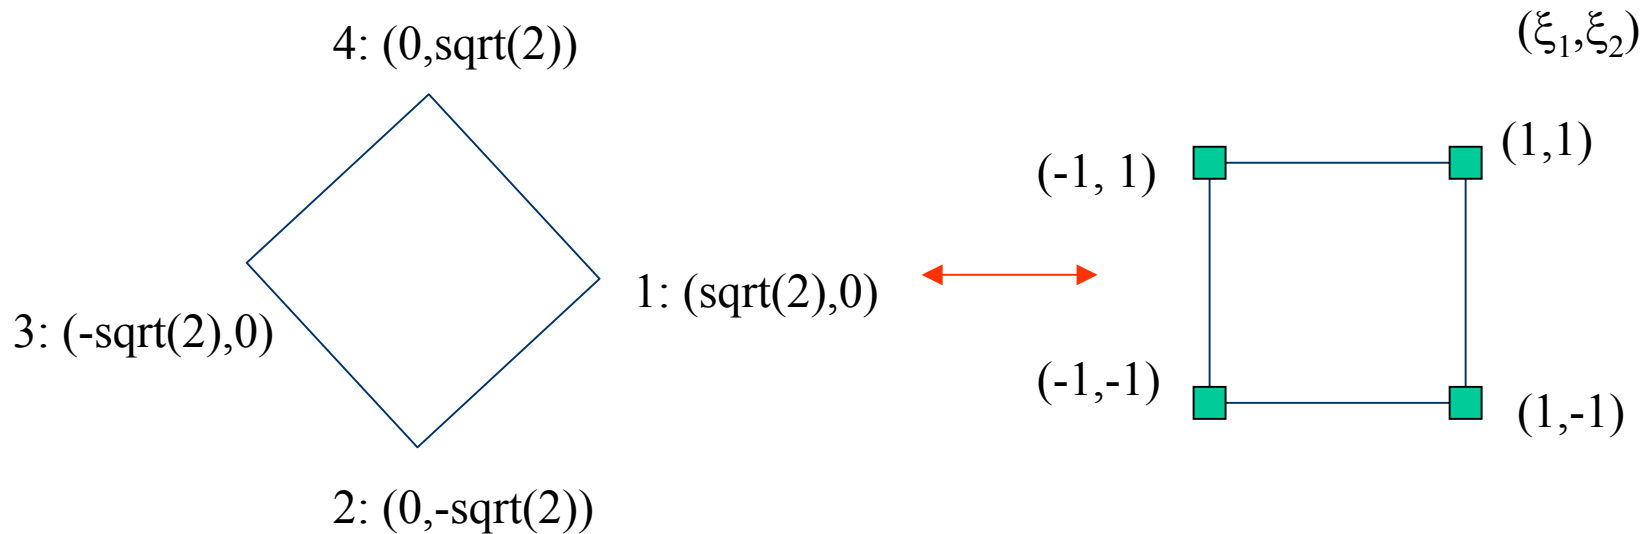 4: (0,sqrt(2))
(ξ₁,ξ₂)
(-1, 1)
(1,1)
3: (-sqrt(2),0)
1: (sqrt(2),0)
(-1,-1)
(1,-1)
2: (0,-sqrt(2))